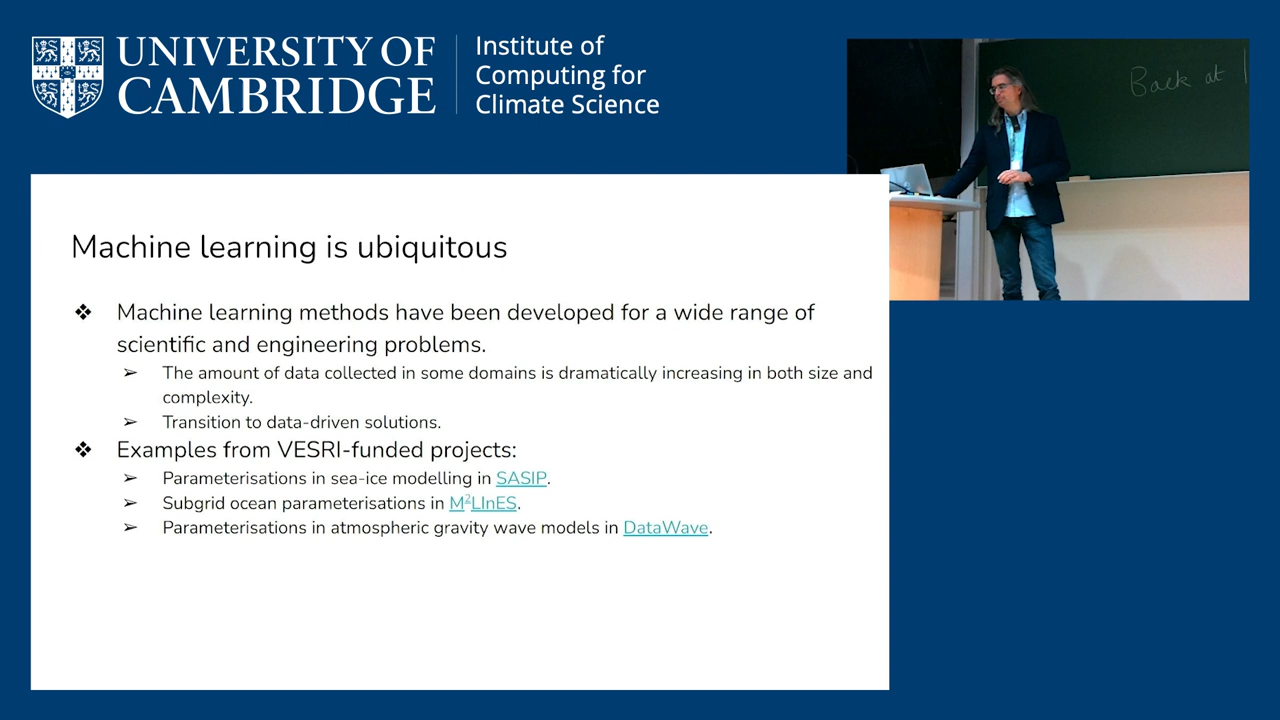 UNIVERSITY OF
CAMBRIDGE
Institute of
Computing for
Climate Science
Back at
Machine learning is ubiquitous
❖ Machine learning methods have been developed for a wide range of
scientific and engineering problems.
➢ The amount of data collected in some domains is dramatically increasing in both size and
complexity.
➢ Transition to data-driven solutions.
❖ Examples from VESRI-funded projects:
➢ Parameterisations in sea-ice modelling in SASIP.
➢ Subgrid ocean parameterisations in M²LInES.
➢ Parameterisations in atmospheric gravity wave models in DataWave.